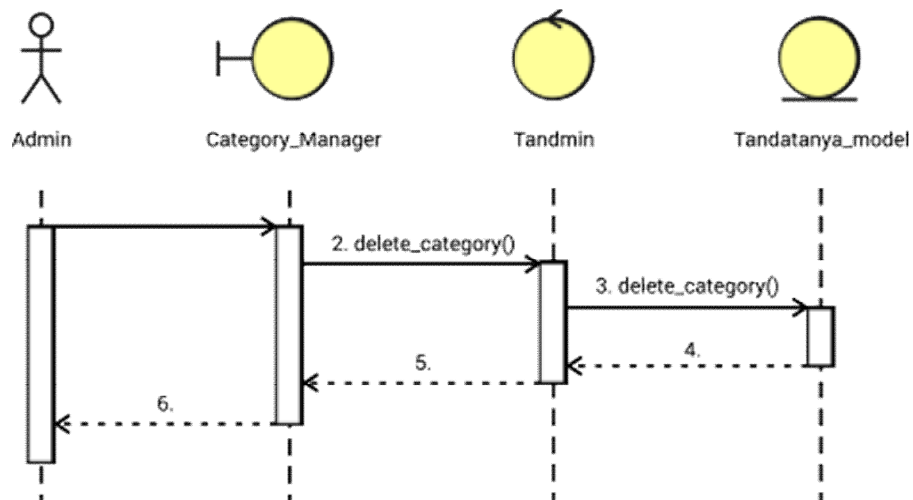 Admin
Category_Manager
Tandmin
Tandatanya_model
2. delete_category()
3. delete_category()
4.
5.
6.